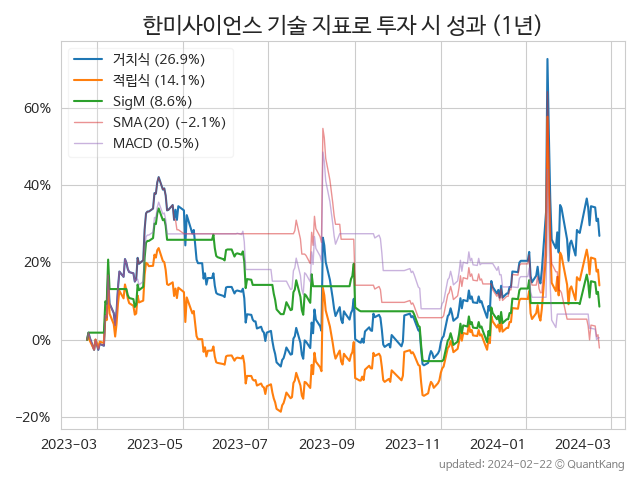 한미사이언스 기술 지표로 투자 시 성과 (1년)
거치식 (26.9%)
적립식 (14.1%)
SigM (8.6%)
SMA(20) (−2.1%)
MACD (0.5%)
60%
40%
20%
0%
−20%
2023-03 2023-05 2023-07 2023-09 2023-11 2024-01 2024-03
updated: 2024-02-22 © QuantKang